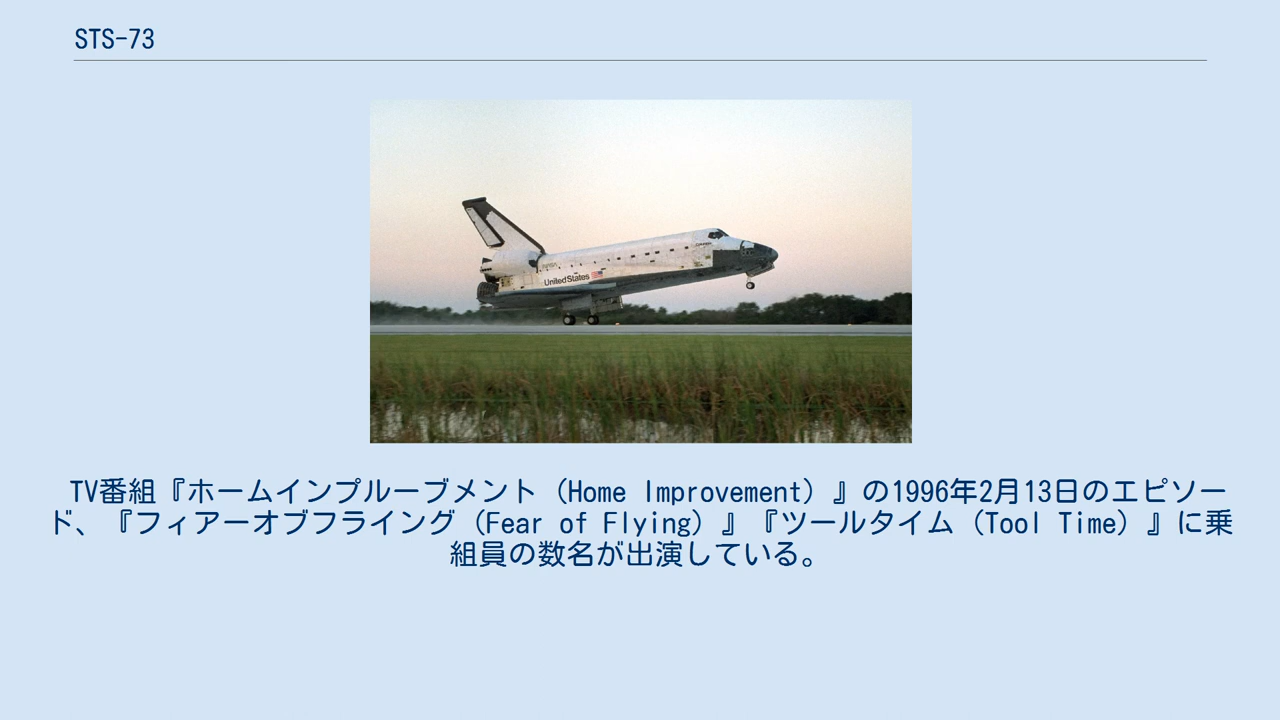 STS-73
United States
TV番組『ホームインプルーブメント（Home Improvement）』の1996年2月13日のエピソー
ド、『フィアーオブフライング（Fear of Flying）』『ツールタイム（Tool Time）』に乗
組員の数名が出演している。